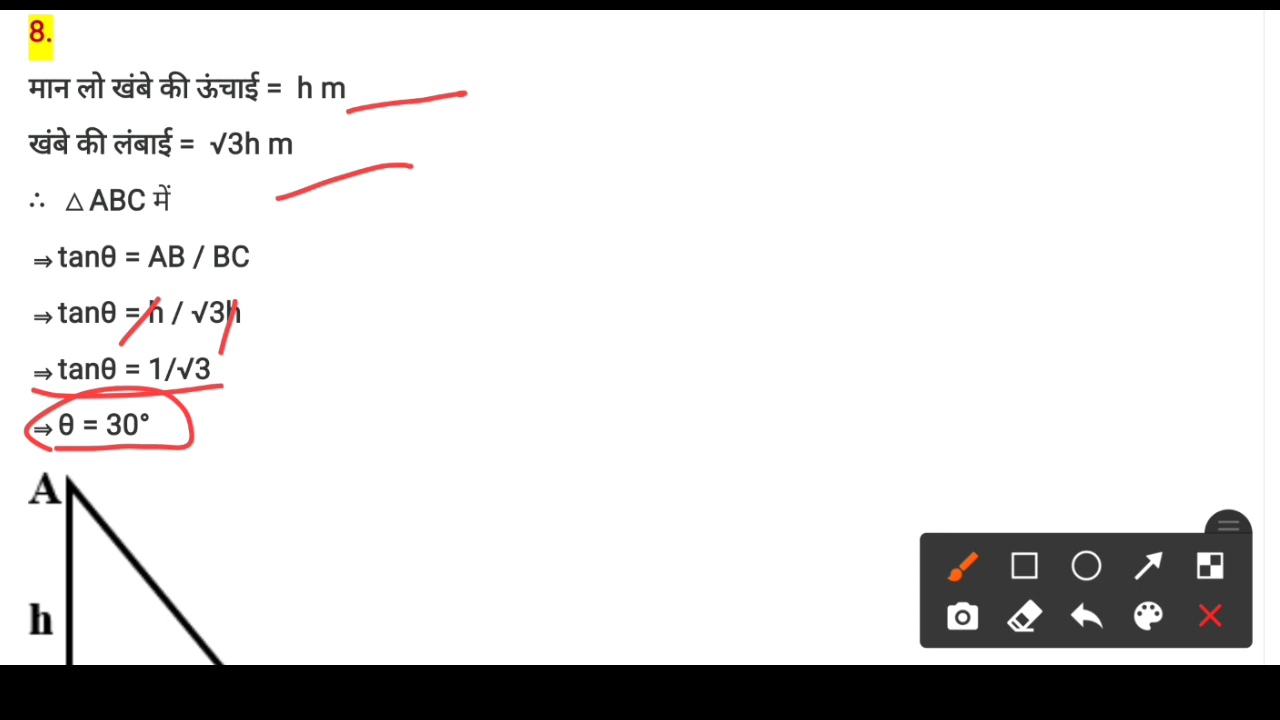 8.
मान लो खंबे की ऊंचाई = h m
खंबे की लंबाई = √3h m
∴ △ ABC में
⇒ tanθ = AB / BC
⇒ tanθ = h / √3h
⇒ tanθ = 1/√3
⇒ θ = 30°
A
h